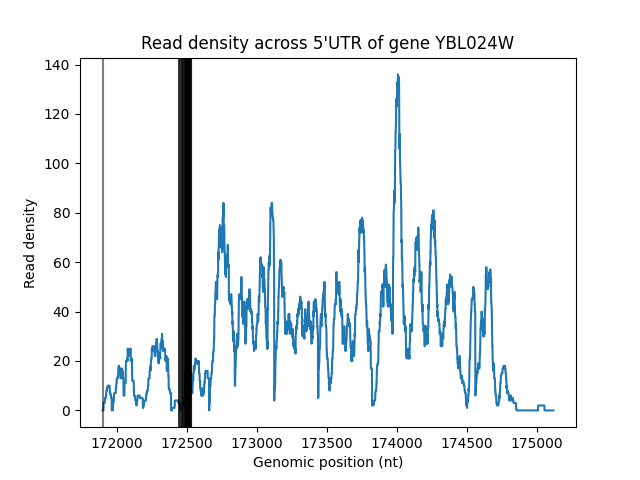 Read density across 5'UTR of gene YBL024W
140
120
100
80
60
40
20
0
Read density
172000 172500 173000 173500 174000 174500 175000
Genomic position (nt)